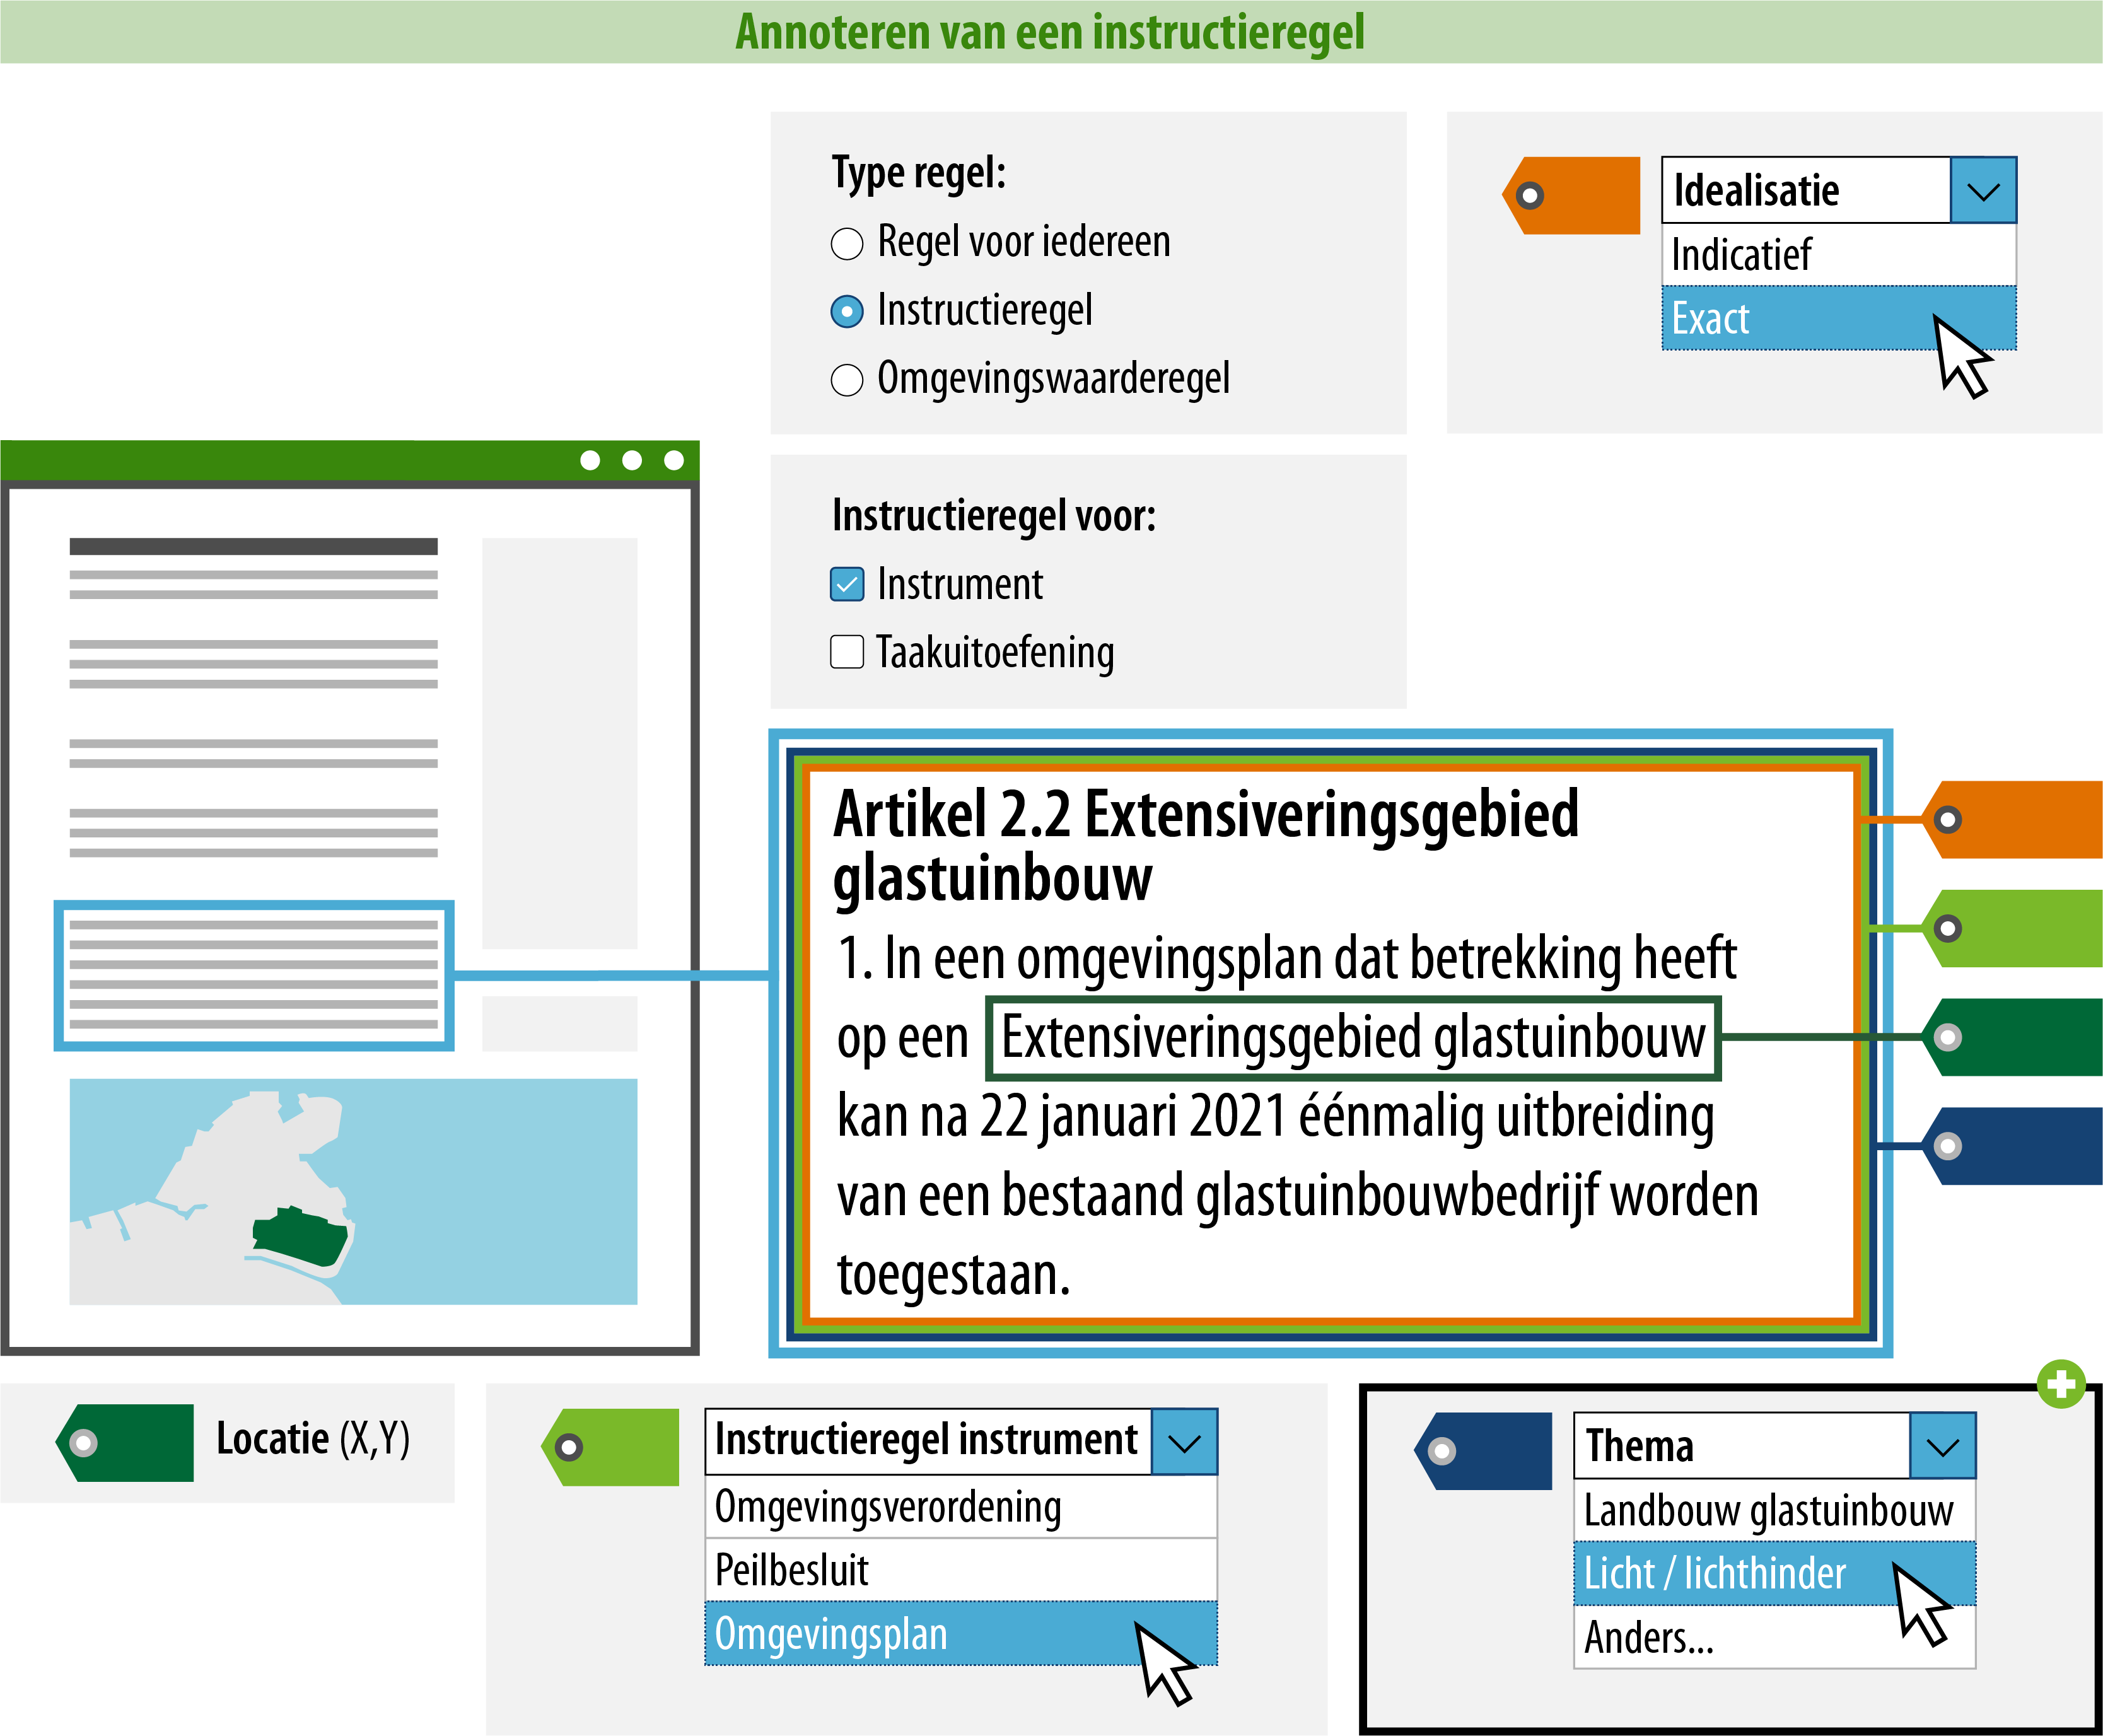 Annoteren van een instructieregel
Type regel:
Regel voor iedereen
Instructieregel
Omgevingswaarderegel
Idealisatie
Indicatief
Exact
Instructieregel voor:
Instrument
Taakuitoefening
Artikel 2.2 Extensiveringsgebied
glastuinbouw
1. In een omgevingsplan dat betrekking heeft
op een Extensiveringsgebied glastuinbouw
kan na 22 januari 2021 éénmalig uitbreiding
van een bestaand glastuinbouwbedrijf worden
toegestaan.
Locatie (X,Y)
Instructieregel instrument
Omgevingsverordening
Peilbesluit
Omgevingsplan
Thema
Landbouw glastuinbouw
Licht / lichthinder
Anders...